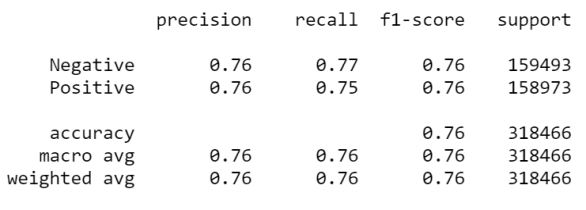 precision recall f1-score support
Negative 0.76 0.77 0.76 159493
Positive 0.76 0.75 0.76 158973
accuracy 0.76 318466
macro avg 0.76 0.76 0.76 318466
weighted avg 0.76 0.76 0.76 318466